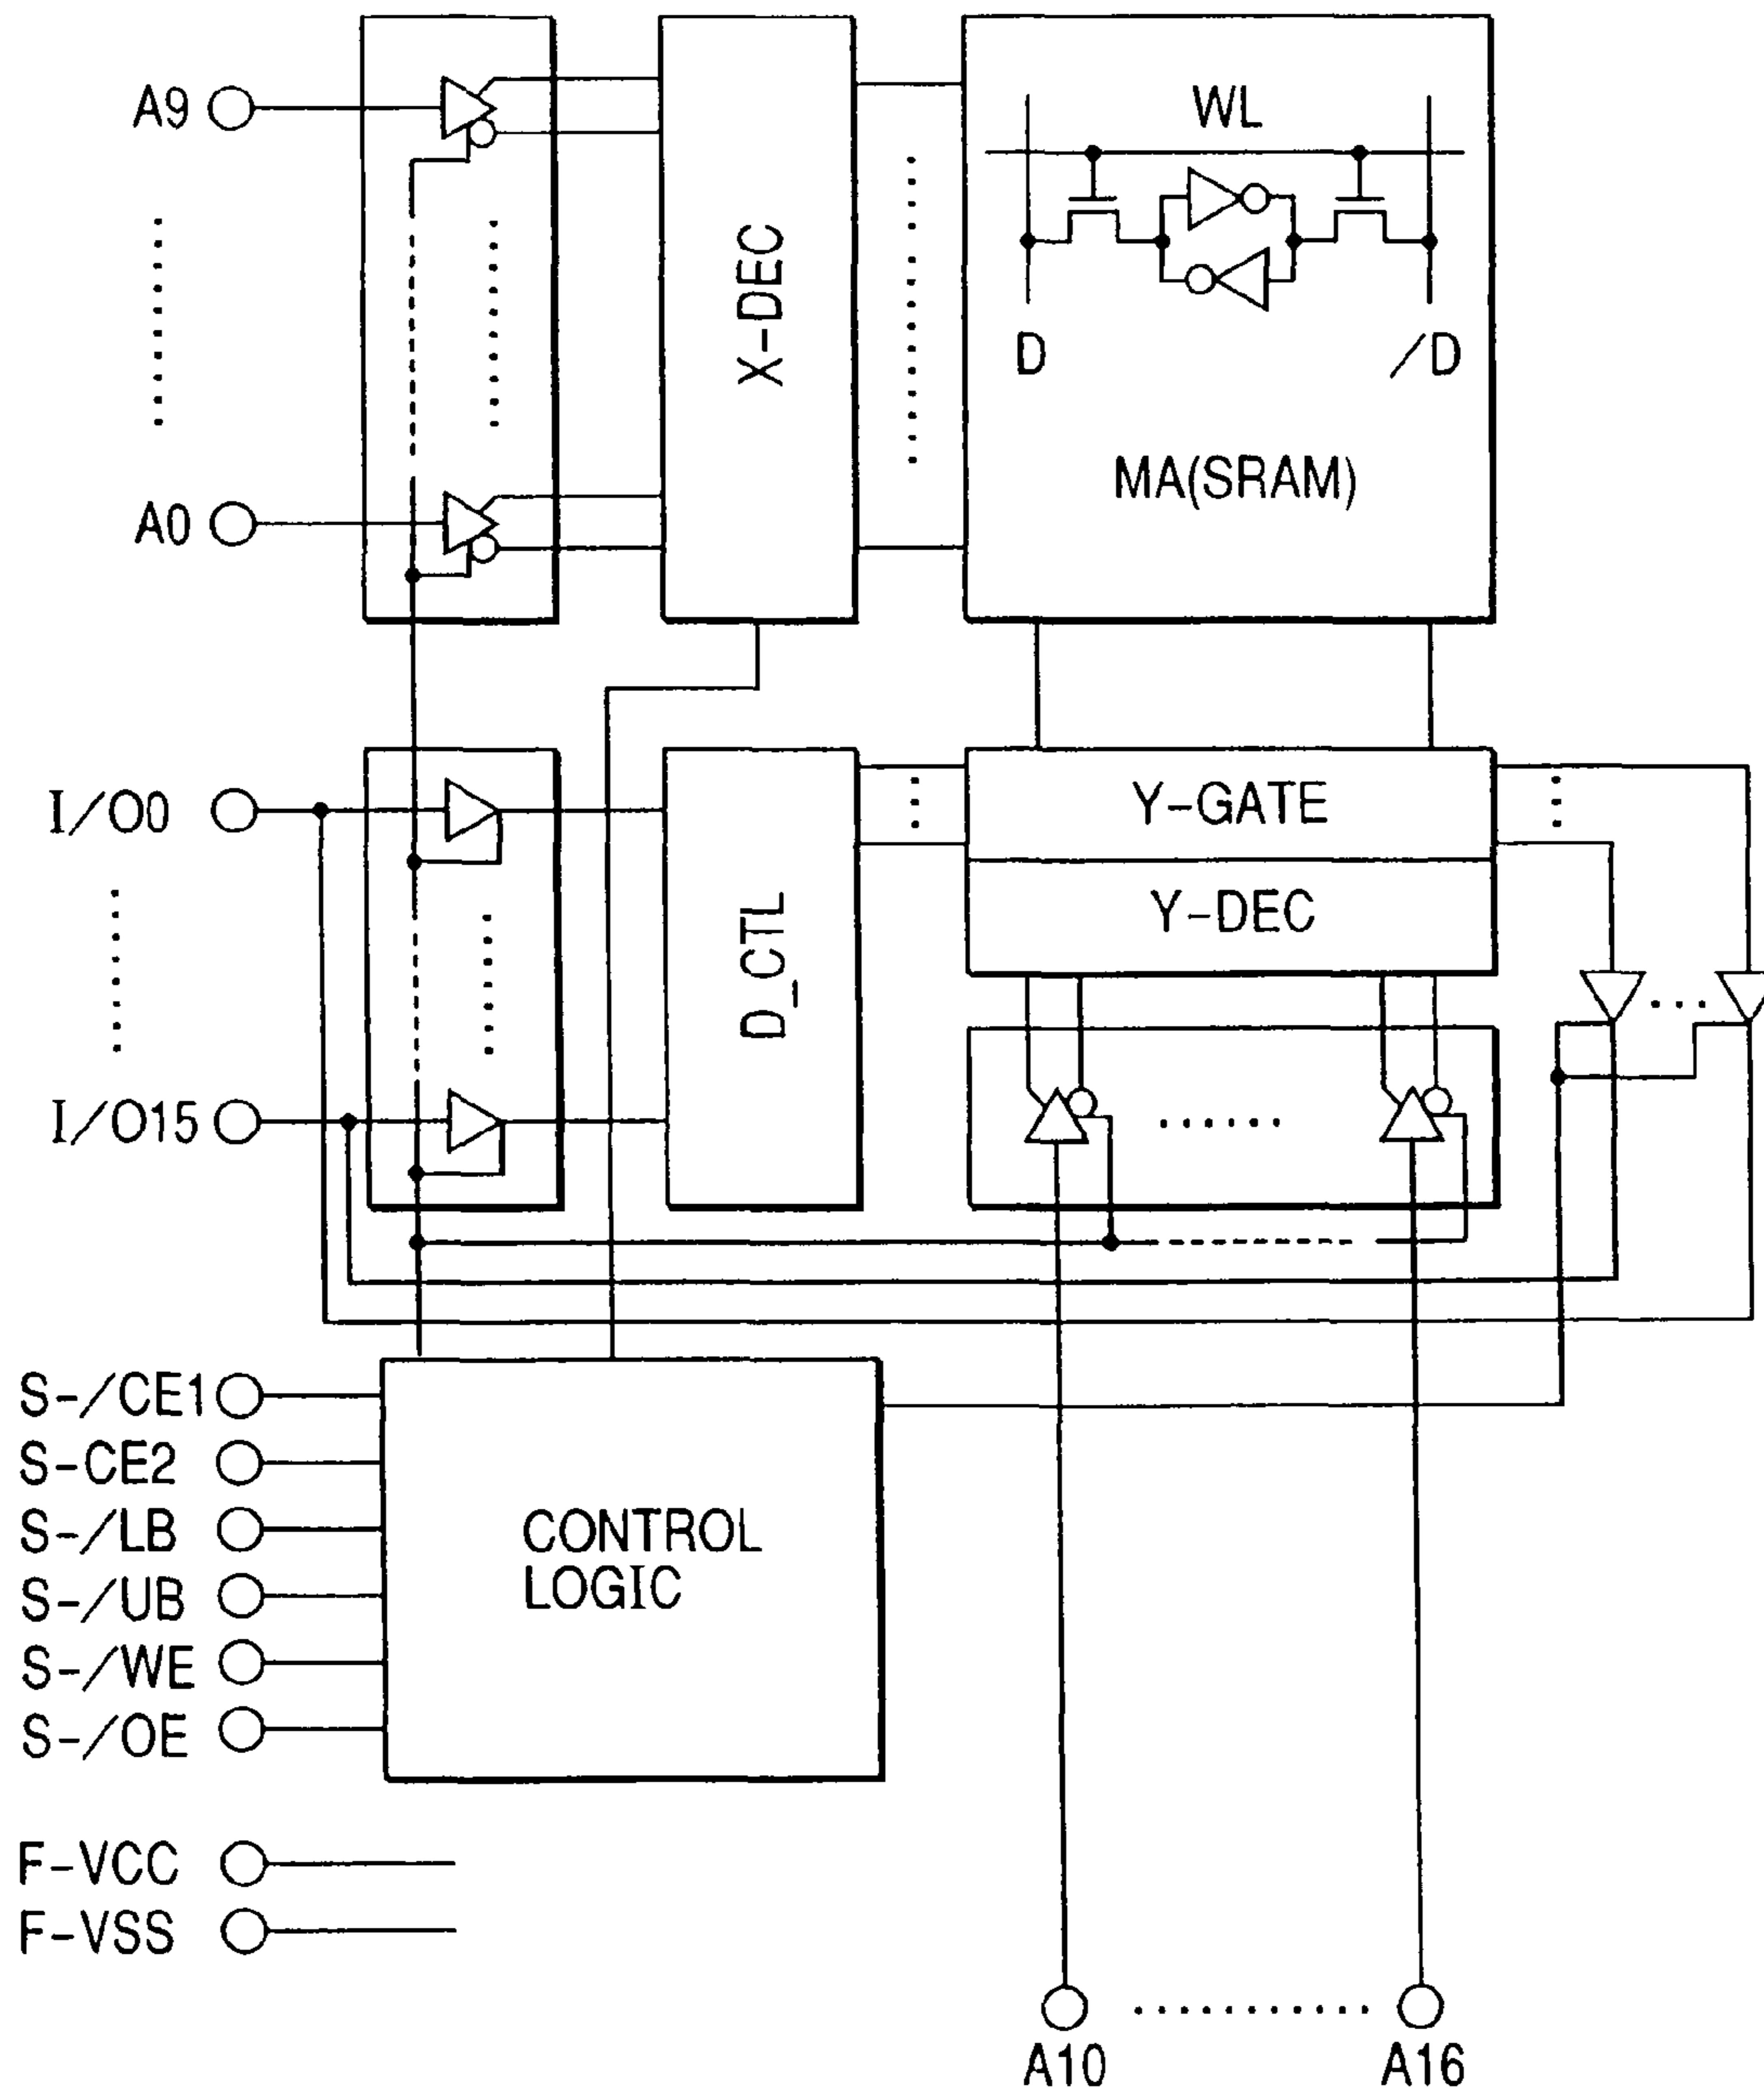 A9
A0
X-DEC
WL
D
/D
MA(SRAM)
I/O0
I/O15
D_CTL
Y-GATE
Y-DEC
S-/CE1
S-CE2
S-/LB
S-/UB
S-/WE
S-/OE
CONTROL
LOGIC
F-VCC
F-VSS
A10
A16